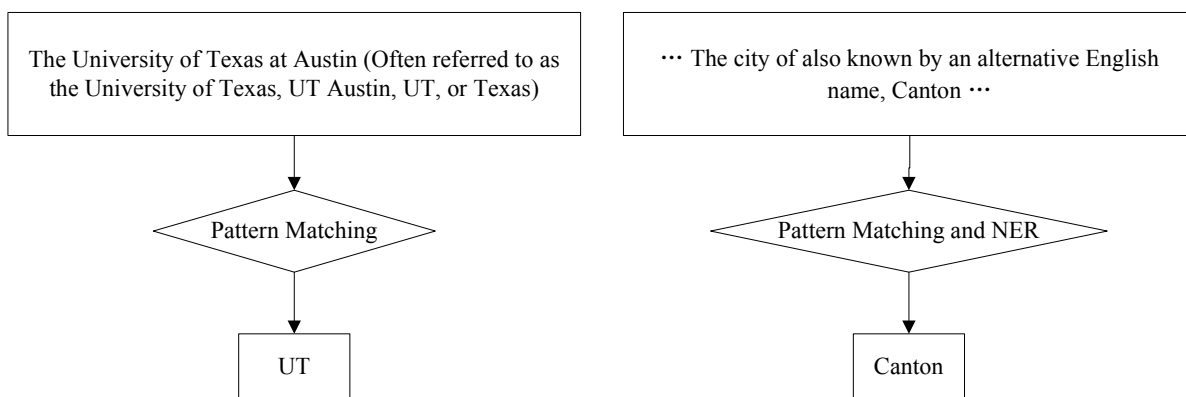 The University of Texas at Austin (Often referred to as
the University of Texas, UT Austin, UT, or Texas)
Pattern Matching
UT
… The city of also known by an alternative English
name, Canton …
Pattern Matching and NER
Canton